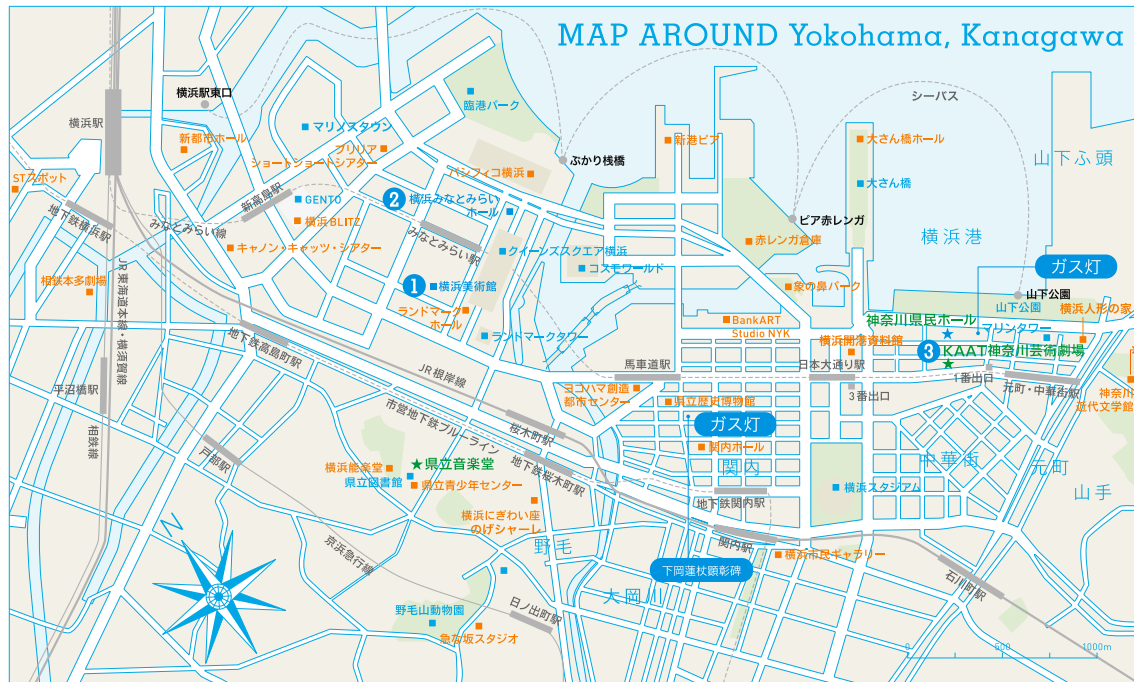 MAP AROUND Yokohama, Kanagawa
横浜駅東口
シーバス
臨港パーク
横浜駅
マリノスタウン
新都市ホール
ブリリア
ショートショートシアター
新港ピア
大さん橋ホール
ぷかり桟橋
山下ふ頭
パシフィコ横浜
STスポット
大さん橋
新高島駅
GENTO
2
横浜みなとみらい
ホール
地下鉄横浜駅
みなとみらい線
横浜BLITZ
ピア赤レンガ
横浜港
キャノン・キャッツ・シアター
みなとみらい駅
クイーンズスクエア横浜
赤レンガ倉庫
コスモワールド
ガス灯
相鉄本多劇場
JR東海道本線・横須賀線
1
横浜美術館
象の鼻パーク
山下公園
山下公園
ランドマーク
ホール
BankART
Studio NYK
神奈川県民ホール
マリンタワー
横浜人形の家
地下鉄高島町駅
ランドマークタワー
横浜開港資料館
3
KAAT神奈川芸術劇場
馬車道駅
日本大通り駅
1番出口
元町・中華街駅
平沼橋駅
JR根岸線
ヨコハマ創造
都市センター
県立歴史博物館
3番出口
神奈川
近代文学館
市営地下鉄ブルーライン
桜木町駅
ガス灯
相鉄線
戸部駅
関内ホール
関内
中華街
元町
横浜能楽堂
★県立音楽堂
県立図書館
県立青少年センター
地下鉄桜木町駅
横浜スタジアム
山手
地下鉄関内駅
横浜にぎわい座
のげシャーレ
N
京浜急行線
野毛
関内駅
横浜市民ギャラリー
下岡蓮杖顕彰碑
石川町駅
大岡川
野毛山動物園
日ノ出町駅
急な坂スタジオ
0
500
1000m